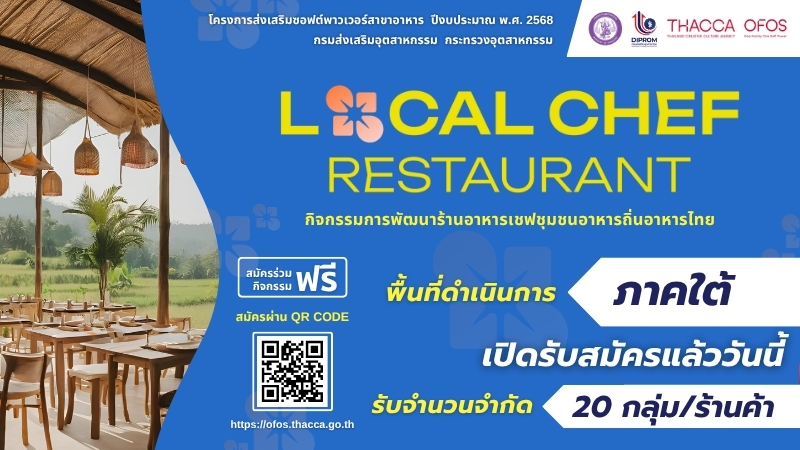 โครงการส่งเสริมซอฟต์พาวเวอร์สาขาอาหาร ปีงบประมาณ พ.ศ. 2568
กรมส่งเสริมอุตสาหกรรม กระทรวงอุตสาหกรรม
DIPROM
THACCA
THAILAND CREATIVE CULTURE AGENCY
OFOS
LOCAL CHEF
RESTAURANT
กิจกรรมการพัฒนาร้านอาหารเชฟชุมชนอาหารถิ่นอาหารไทย
สมัครร่วม
กิจกรรม
ฟรี
สมัครผ่าน QR CODE
https://ofos.thacca.go.th
พื้นที่ดำเนินการ
ภาคใต้
เปิดรับสมัครแล้ววันนี้
รับจำนวนจำกัด
20 กลุ่ม/ร้านค้า